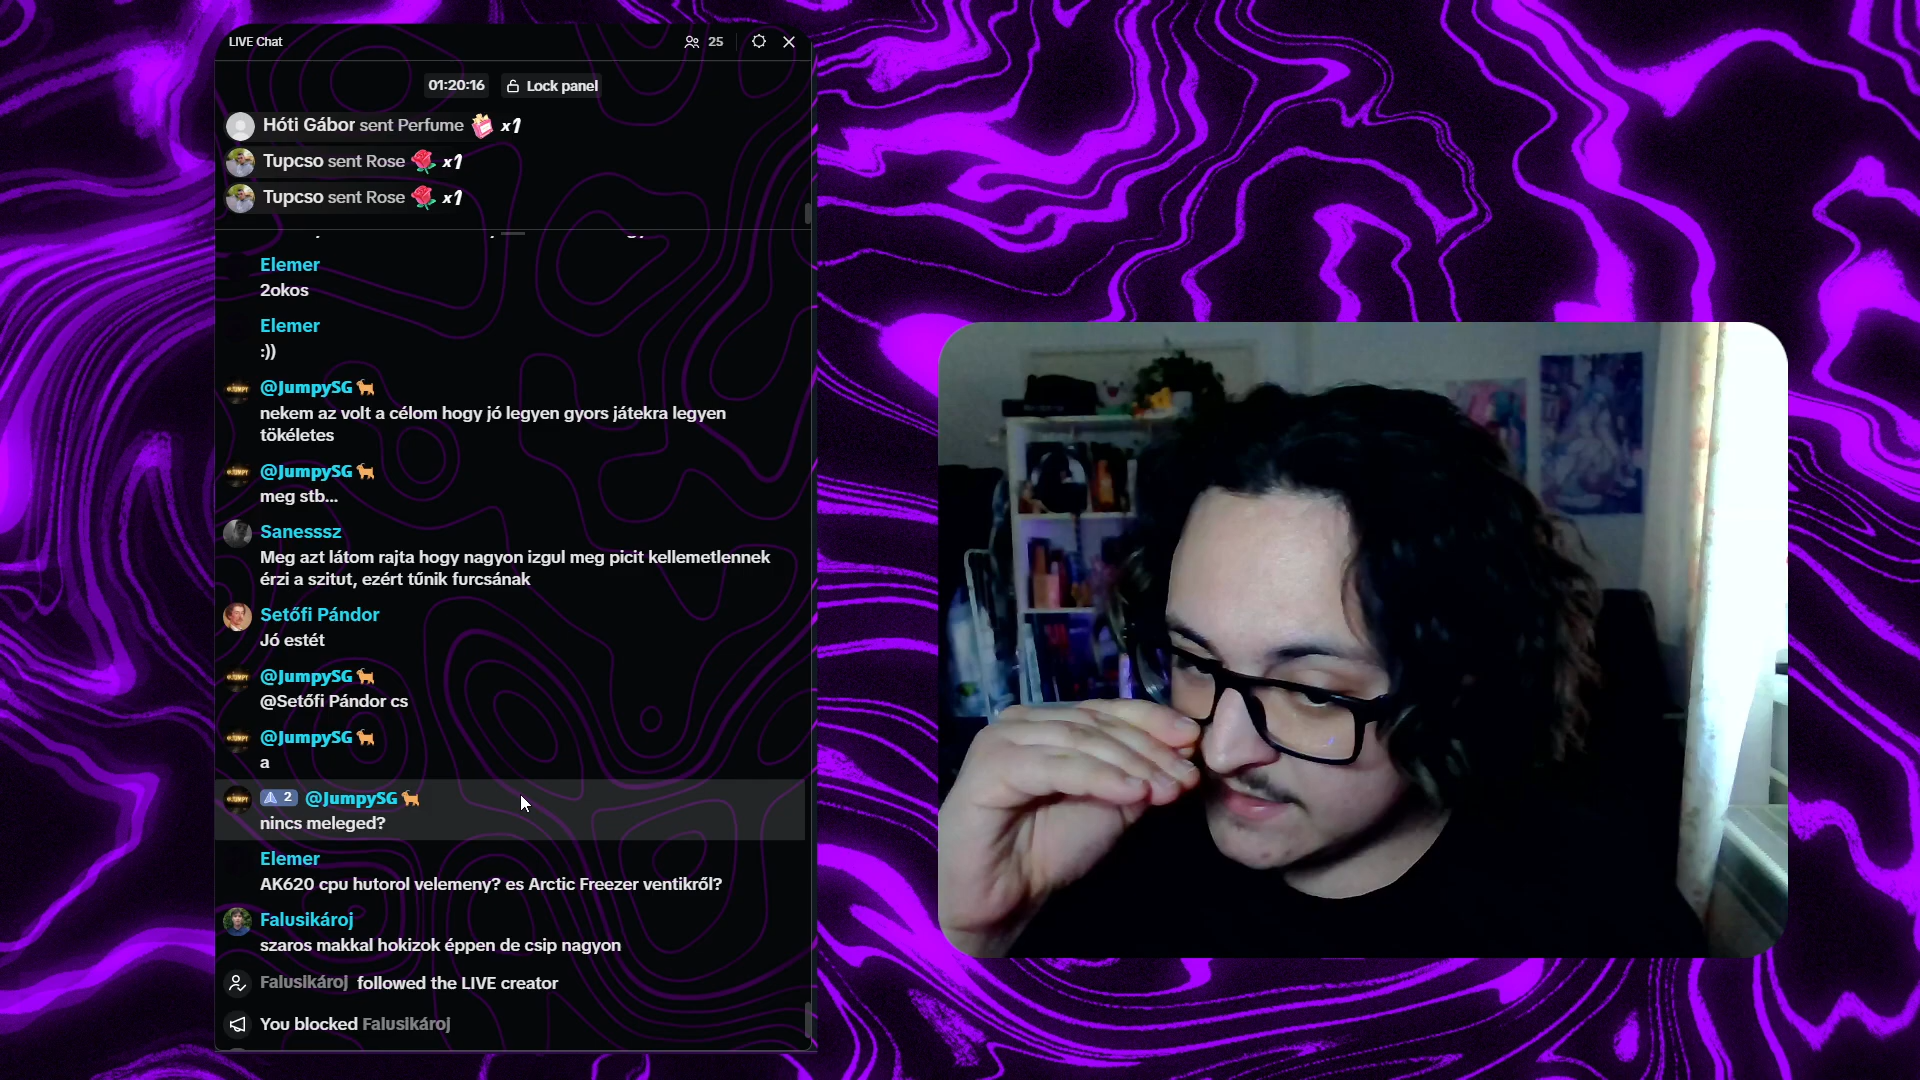 LIVE Chat
25
01:20:16
Lock panel
Hóti Gábor sent Perfume x1
Tupcso sent Rose x1
Tupcso sent Rose x1
Elemer
2okos
Elemer
:))
@JumpySG
nekem az volt a célom hogy jó legyen gyors játekra legyen
tökéletes
@JumpySG
meg stb...
Sanesssz
Meg azt látom rajta hogy nagyon izgul meg picit kellemetlennek
érzi a szitut, ezért tűnik furcsának
Setőfi Pándor
Jó estét
@JumpySG
@Setőfi Pándor cs
@JumpySG
a
2 @JumpySG
nincs meleged?
Elemer
AK620 cpu hutorol velemeny? es Arctic Freezer ventikről?
Falusikároj
szaros makkal hokizok éppen de csip nagyon
Falusikároj followed the LIVE creator
You blocked Falusikároj